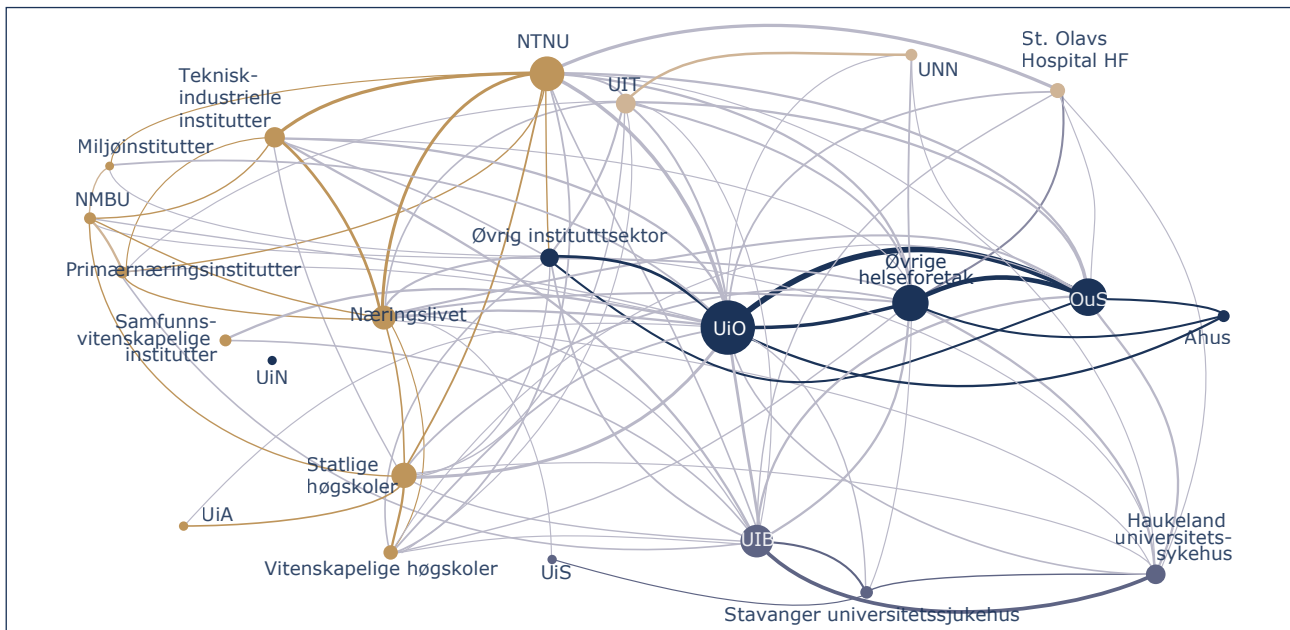 NTNU
St. Olavs
Hospital HF
UNN
Teknisk-
industrielle
institutter
UIT
Miljøinstitutter
NMBU
Øvrig instituttsektor
Primærnæringsinstitutter
Øvrige
helseforetak
OuS
Næringslivet
UiO
Samfunns-
vitenskapelige
institutter
Ahus
UiN
Statlige
høgskoler
UiA
Haukeland
universitets-
sykehus
UIB
Vitenskapelige høgskoler
UiS
Stavanger universitetssjukehus